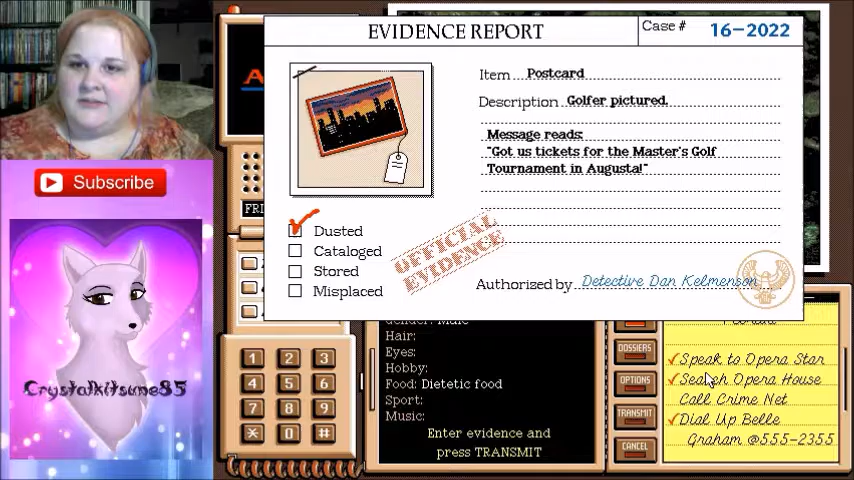 EVIDENCE REPORT
Case # 16-2022
Item Postcard
Description Golfer pictured.
Message reads:
"Got us tickets for the Master's Golf
Tournament in Augusta!"
Dusted
Cataloged
Stored
Misplaced
OFFICIAL
EVIDENCE
Authorized by Detective Dan Kelmenson
Subscribe
Crystalkitsune85
FRI
1 2 3
4 5 6
7 8 9
* 0 #
Gender: Male
Hair:
Eyes:
Hobby:
Food: Dietetic food
Sport:
Music:
Enter evidence and
press TRANSMIT
DOSSIERS
OPTIONS
TRANSMIT
CANCEL
Speak to Opera Star
Search Opera House
Call Crime Net
Dial Up Belle
Graham @555-2355